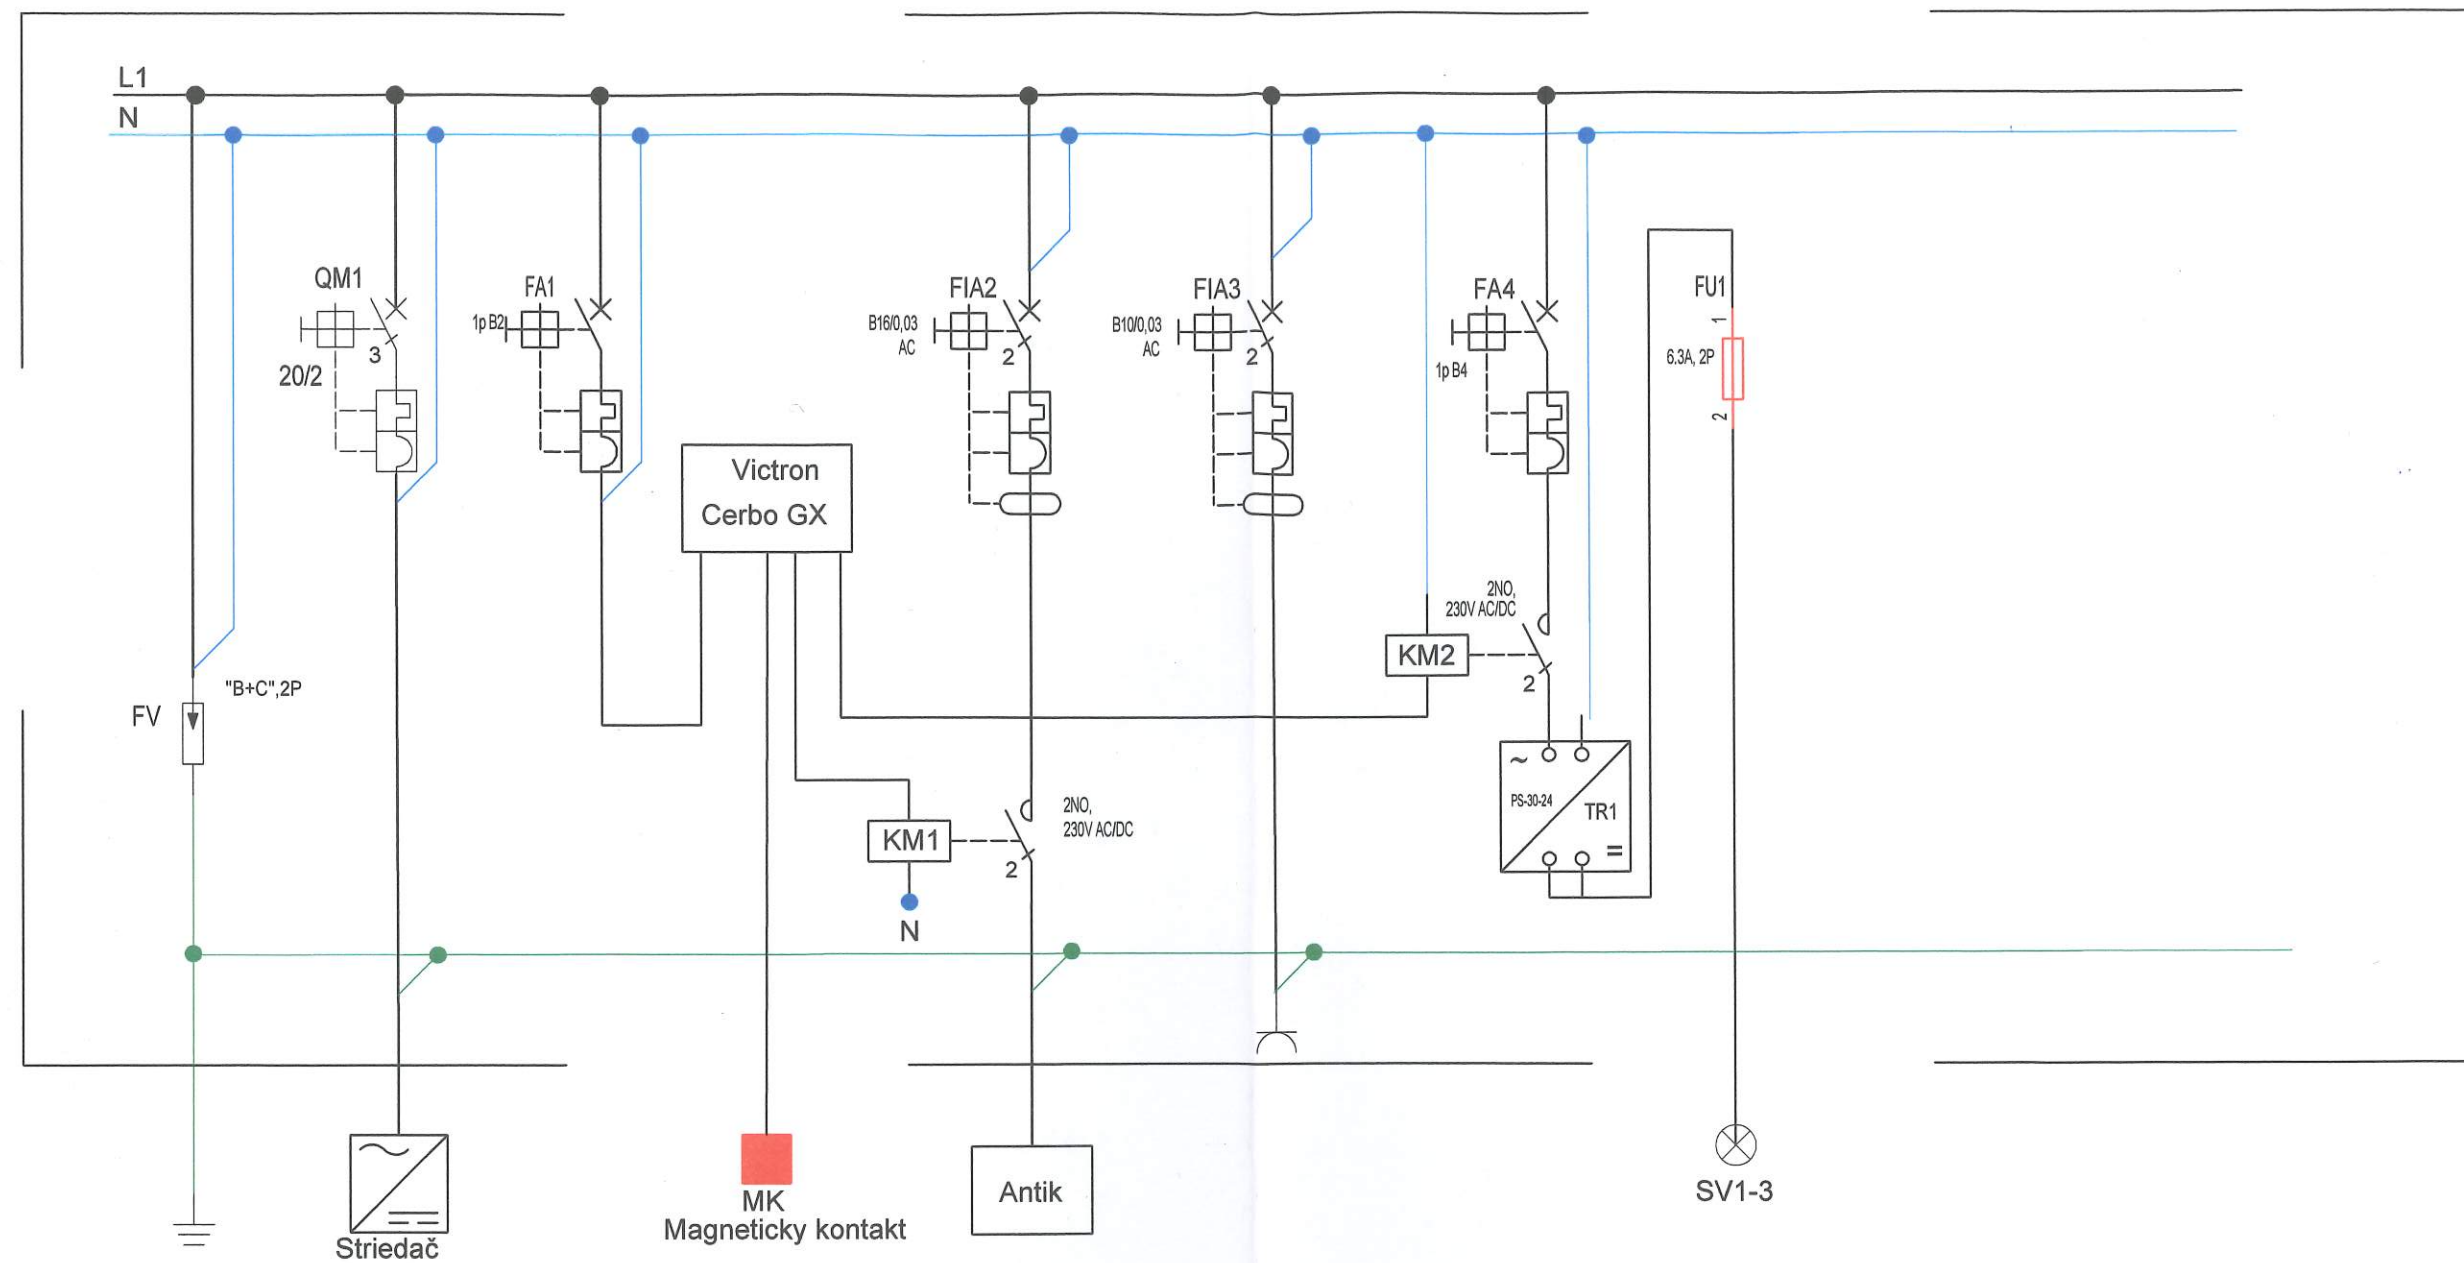 L1
N
QM1
20/2
3
FA1
1p B2
Victron
Cerbo GX
FIA2
B16/0,03
AC
2
FIA3
B10/0,03
AC
2
FA4
1p B4
FU1
1
6.3A, 2P
2
2NO,
230V AC/DC
KM2
2
"B+C",2P
FV
KM1
2NO,
230V AC/DC
2
N
~
PS-30-24
TR1
=
MK
Magneticky kontakt
Antik
SV1-3
Striedač